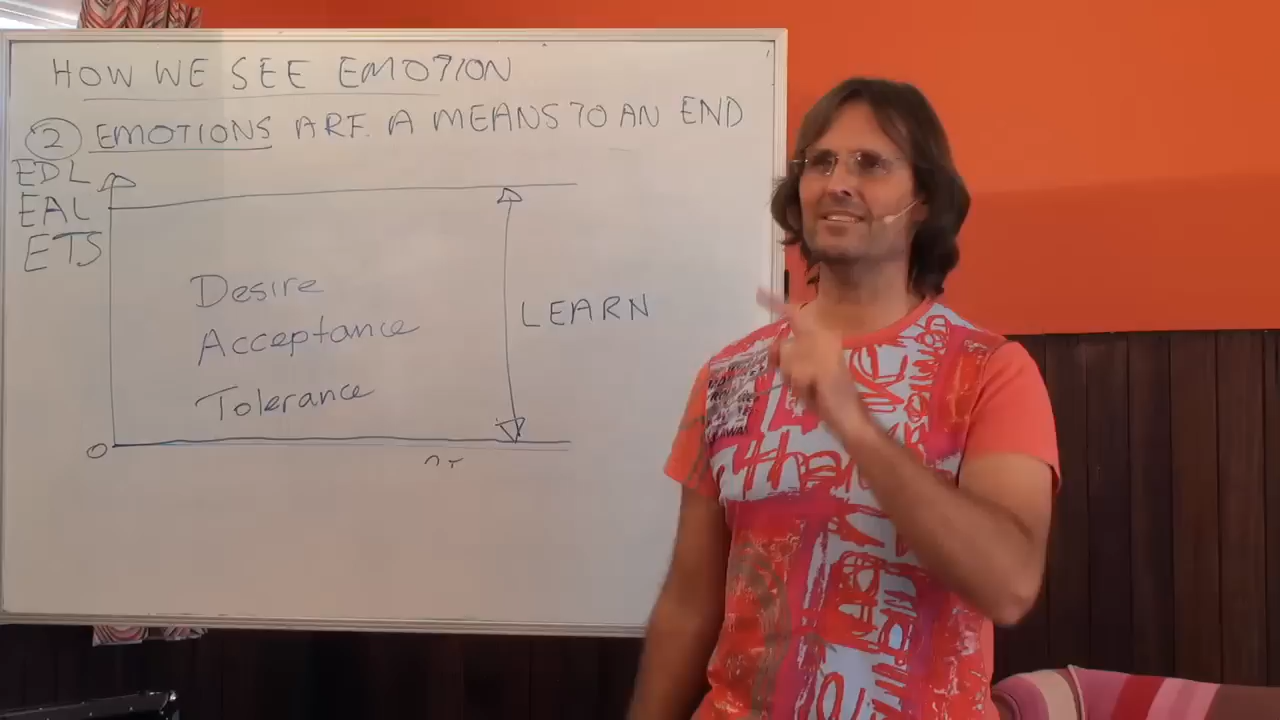 HOW WE SEE EMOTION
2 EMOTIONS ARE A MEANS TO AN END
EDL
EAL
ETS
Desire
Acceptance
Tolerance
LEARN
0